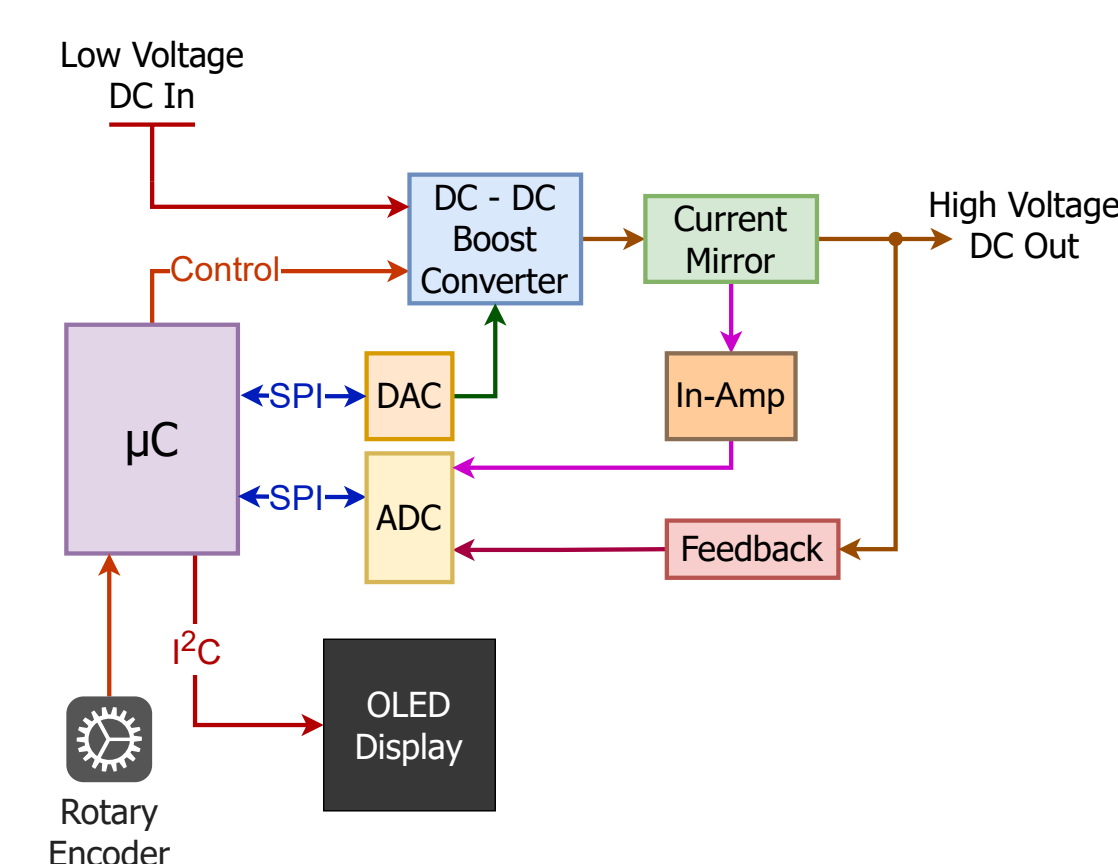 Low Voltage
DC In
DC - DC
Boost
Converter
Current
Mirror
High Voltage
DC Out
Control
µC
SPI
DAC
In-Amp
SPI
ADC
Feedback
I²C
OLED
Display
Rotary
Encoder